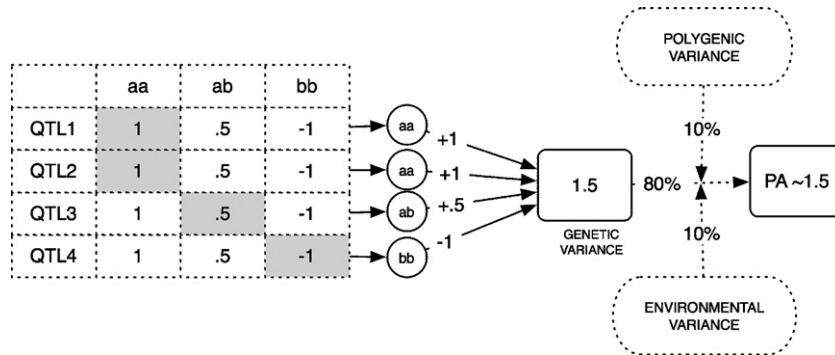 aa ab bb
QTL1 1 .5 -1 aa +1
QTL2 1 .5 -1 aa +1
QTL3 1 .5 -1 ab +.5
QTL4 1 .5 -1 bb -1
1.5
GENETIC
VARIANCE
80%
POLYGENIC
VARIANCE
10%
PA ~1.5
10%
ENVIRONMENTAL
VARIANCE